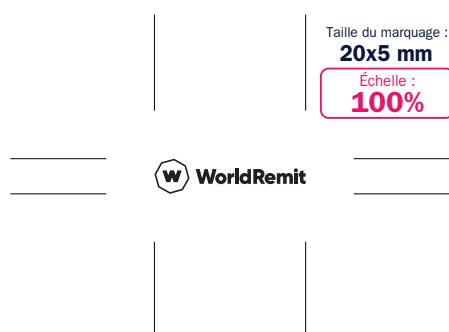 Taille du marquage :
20x5 mm
Échelle :
100%
W WorldRemit